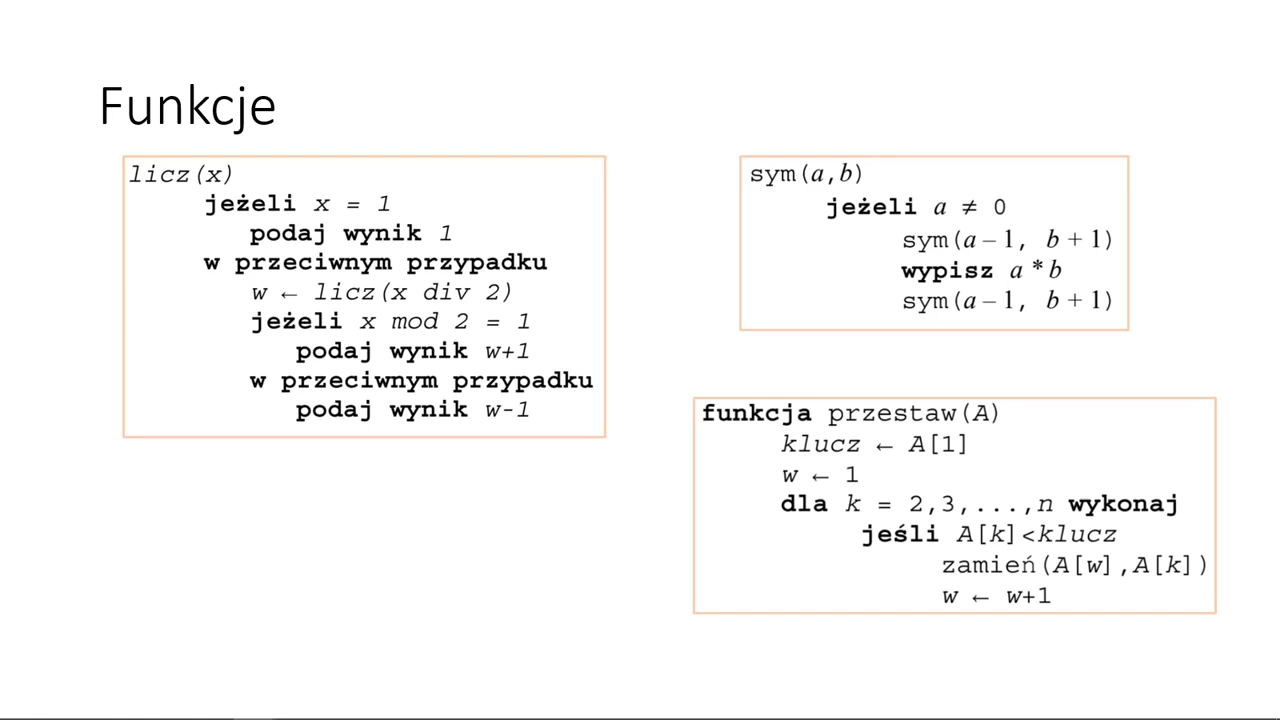 Funkcje
licz(x)
jeżeli x = 1
podaj wynik 1
w przeciwnym przypadku
w ← licz(x div 2)
jeżeli x mod 2 = 1
podaj wynik w+1
w przeciwnym przypadku
podaj wynik w-1
sym(a,b)
jeżeli a ≠ 0
sym(a – 1, b + 1)
wypisz a * b
sym(a – 1, b + 1)
funkcja przestaw(A)
klucz ← A[1]
w ← 1
dla k = 2,3,...,n wykonaj
jeśli A[k]<klucz
zamień(A[w],A[k])
w ← w+1